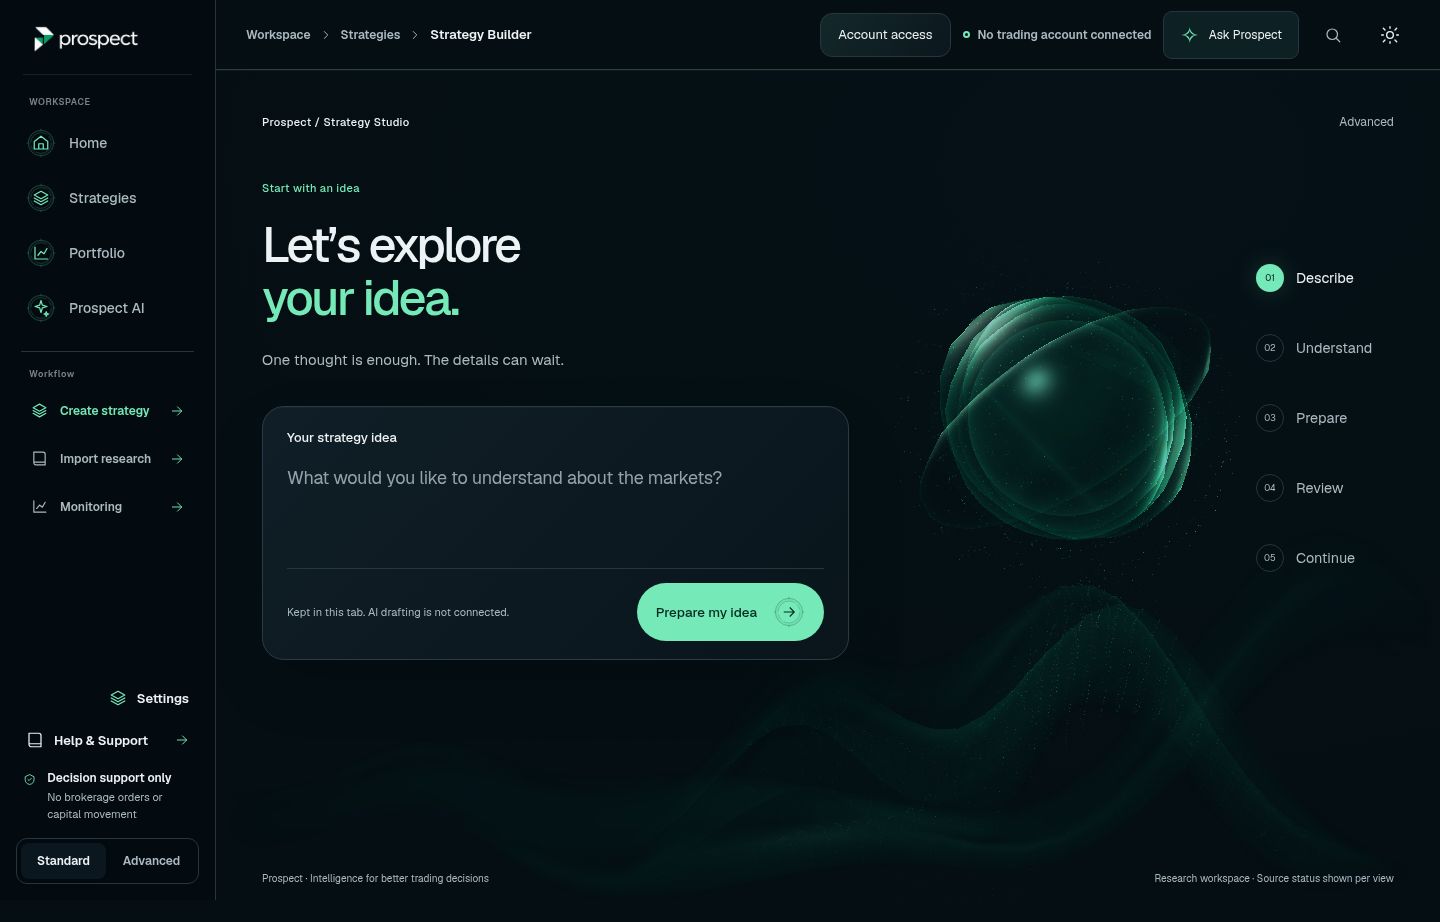 prospect
WORKSPACE
Home
Strategies
Portfolio
Prospect AI
Workflow
Create strategy
Import research
Monitoring
Settings
Help & Support
Decision support only
No brokerage orders or
capital movement
Standard
Advanced
Workspace
Strategies
Strategy Builder
Account access
No trading account connected
Ask Prospect
Prospect / Strategy Studio
Advanced
Start with an idea
Let’s explore
your idea.
One thought is enough. The details can wait.
Your strategy idea
What would you like to understand about the markets?
Kept in this tab. AI drafting is not connected.
Prepare my idea
01 Describe
02 Understand
03 Prepare
04 Review
05 Continue
Prospect · Intelligence for better trading decisions
Research workspace · Source status shown per view